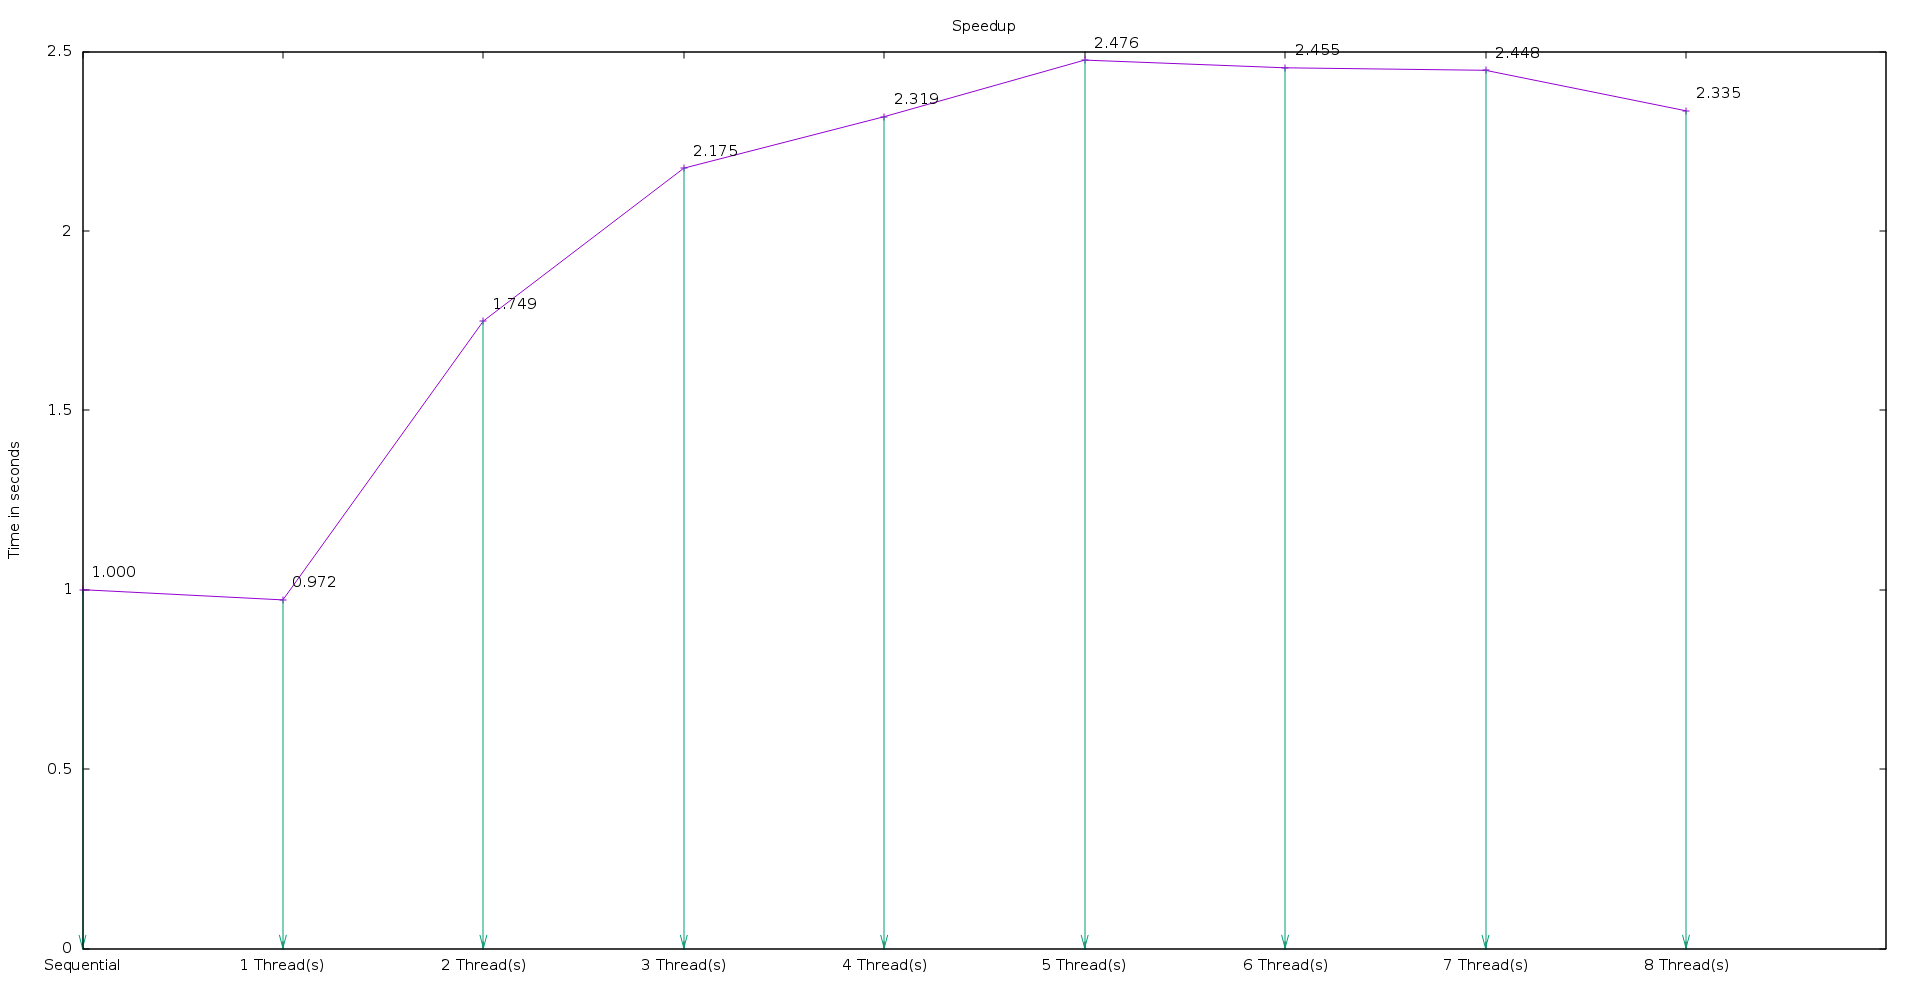 Speedup
2.5
2
1.5
1
0.5
0
Time in seconds
1.000
0.972
1.749
2.175
2.319
2.476
2.455
2.448
2.335
Sequential
1 Thread(s)
2 Thread(s)
3 Thread(s)
4 Thread(s)
5 Thread(s)
6 Thread(s)
7 Thread(s)
8 Thread(s)